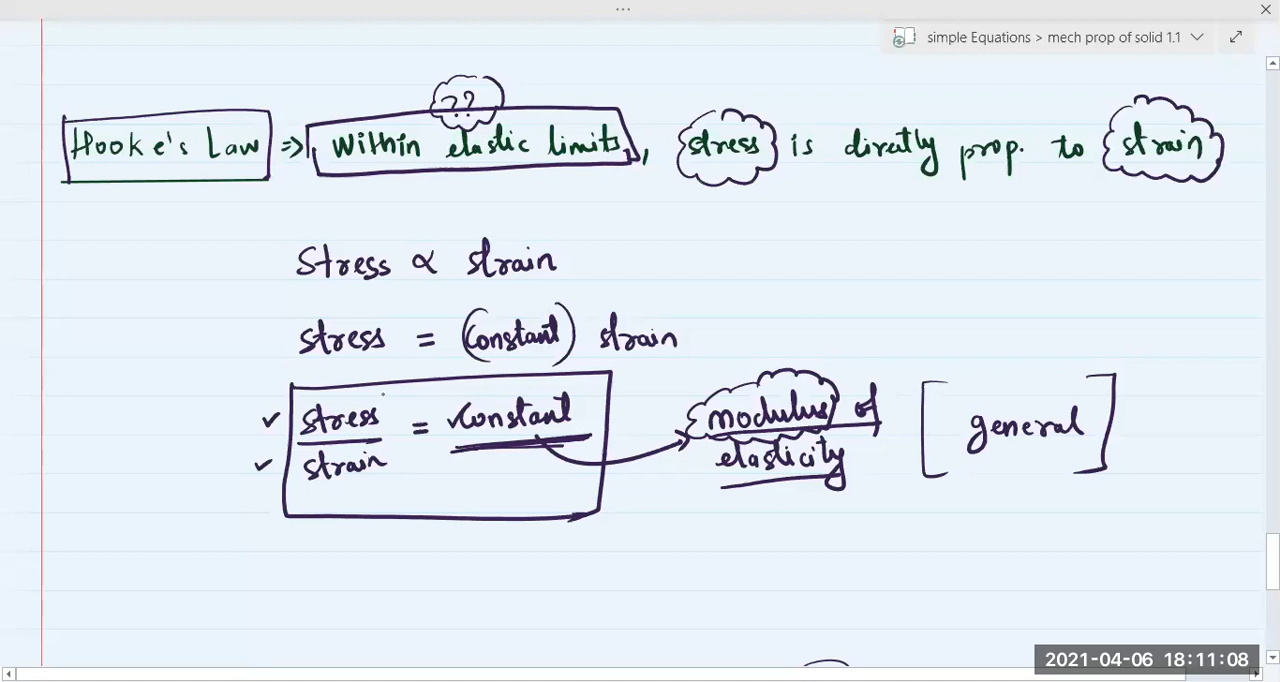 simple Equations > mech prop of solid 1.1
??
Hooke's Law ⇒ Within elastic limits, stress is diretly prop. to strain
Stress ∝ strain
stress = (constant) strain
stress = constant modulus of [general]
strain elasticity
2021-04-06 18:11:08